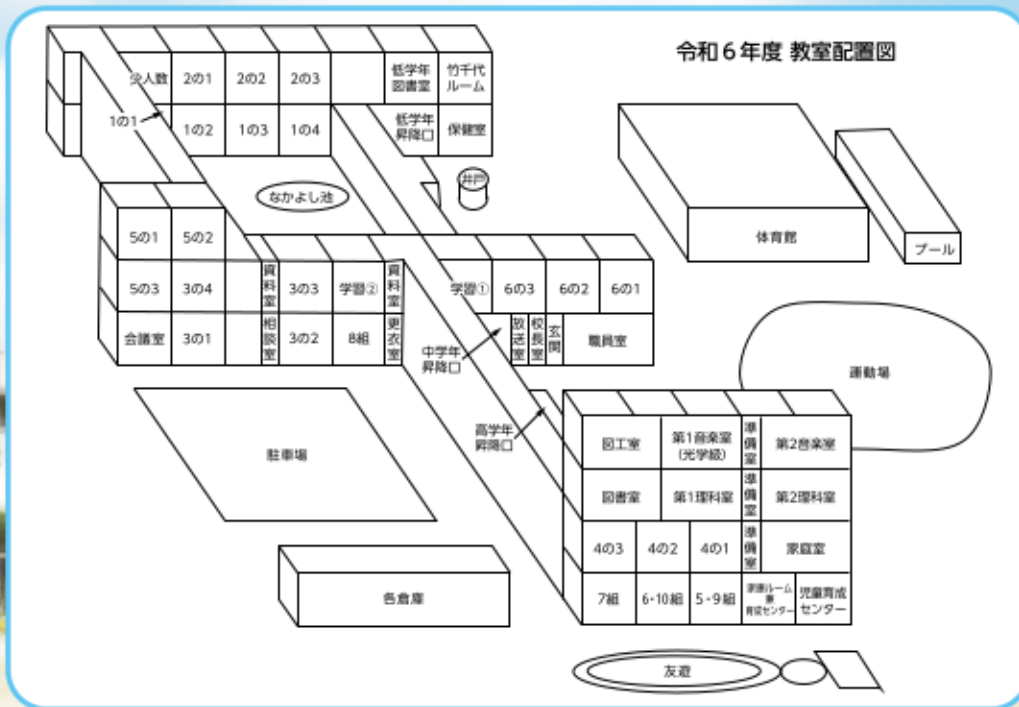 令和６年度 教室配置図
少人数
2の1
2の2
2の3
低学年
図書室
竹千代
ルーム
1の1
1の2
1の3
1の4
低学年
昇降口
保健室
なかよし池
井戸
体育館
プール
5の1
5の2
5の3
3の4
資料室
3の3
学習②
資料室
学習①
6の3
6の2
6の1
会議室
3の1
相談室
3の2
8組
更衣室
中学年
昇降口
放送室
校長室
玄関
職員室
運動場
駐車場
高学年
昇降口
図工室
第1音楽室
(光学級)
準備室
第2音楽室
図書室
第1理科室
準備室
第2理科室
4の3
4の2
4の1
準備室
家庭室
各倉庫
7組
6・10組
5・9組
ルーム
兼
育成センター
児童育成
センター
友遊